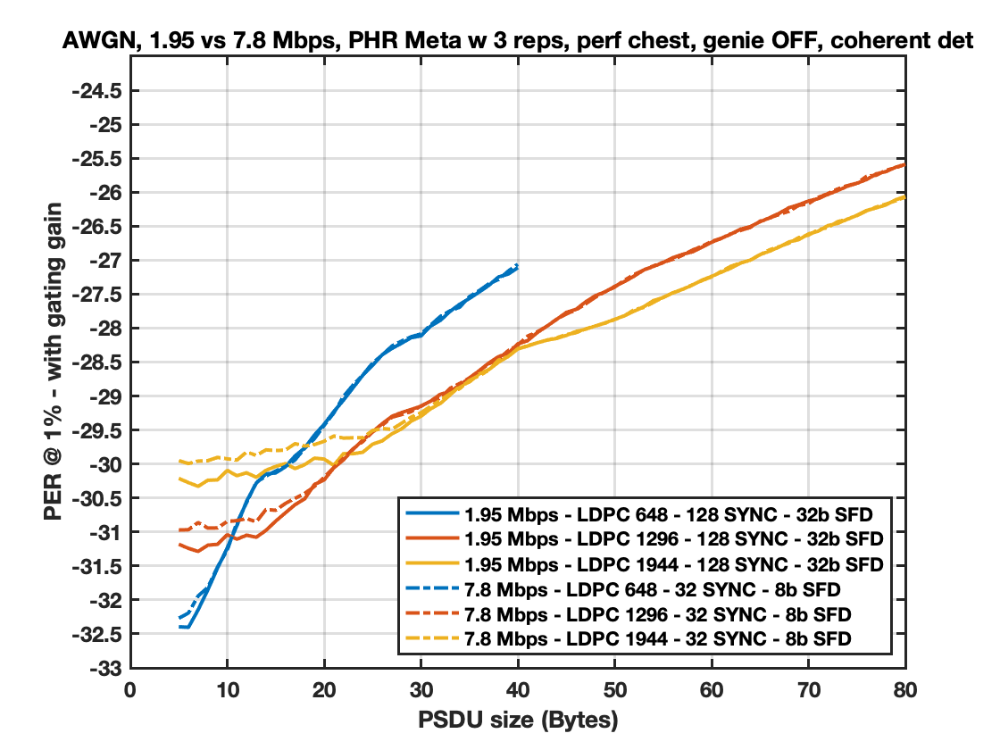 AWGN, 1.95 vs 7.8 Mbps, PHR Meta w 3 reps, perf chest, genie OFF, coherent det
-24.5
-25
-25.5
-26
-26.5
-27
-27.5
-28
-28.5
-29
-29.5
-30
-30.5
-31
-31.5
-32
-32.5
-33
PER @ 1% - with gating gain
1.95 Mbps - LDPC 648 - 128 SYNC - 32b SFD
1.95 Mbps - LDPC 1296 - 128 SYNC - 32b SFD
1.95 Mbps - LDPC 1944 - 128 SYNC - 32b SFD
7.8 Mbps - LDPC 648 - 32 SYNC - 8b SFD
7.8 Mbps - LDPC 1296 - 32 SYNC - 8b SFD
7.8 Mbps - LDPC 1944 - 32 SYNC - 8b SFD
0 10 20 30 40 50 60 70 80
PSDU size (Bytes)